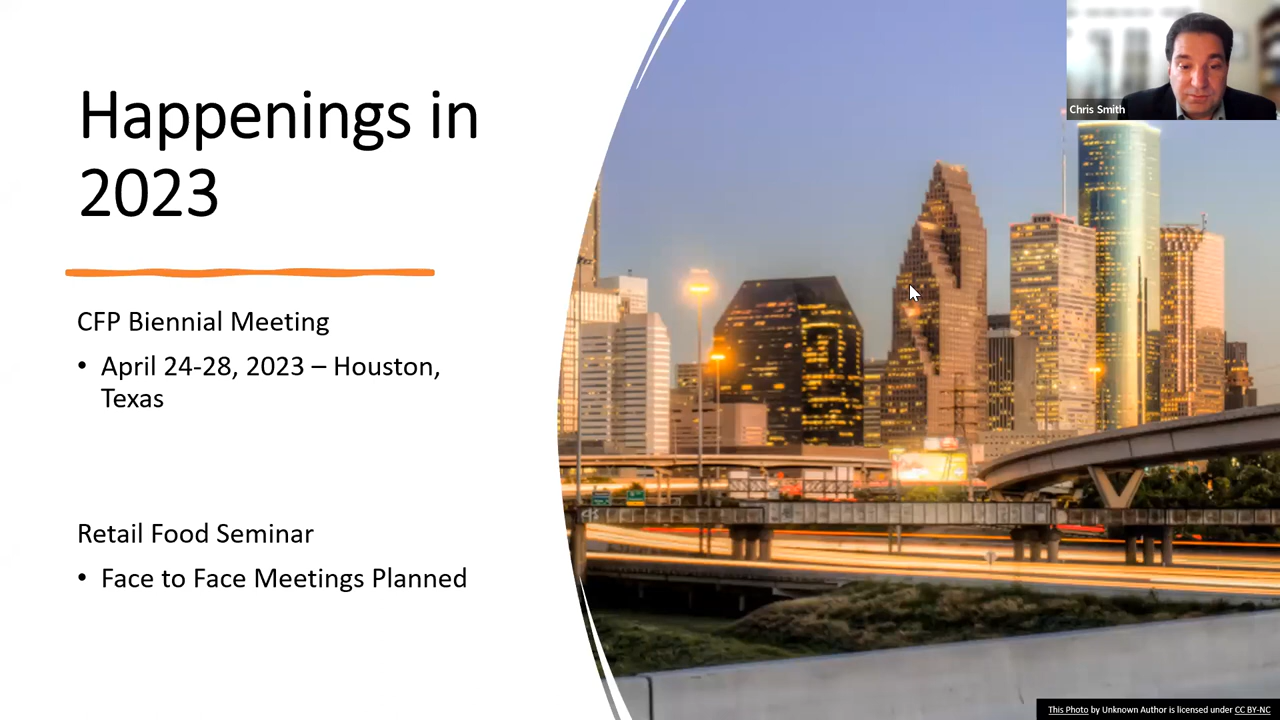 Happenings in
2023
CFP Biennial Meeting
• April 24-28, 2023 – Houston,
Texas
Retail Food Seminar
• Face to Face Meetings Planned
Chris Smith
This Photo by Unknown Author is licensed under CC BY-NC